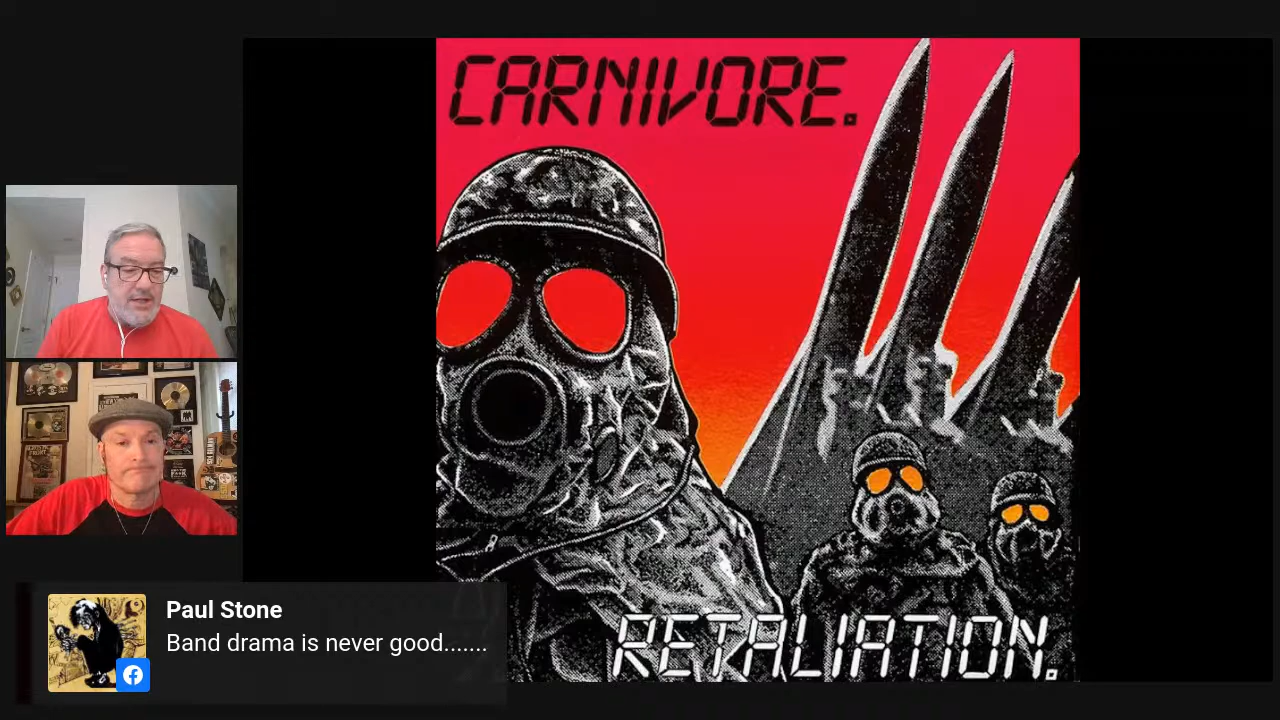 CARNIVORE.
RETALIATION.
Paul Stone
Band drama is never good.......